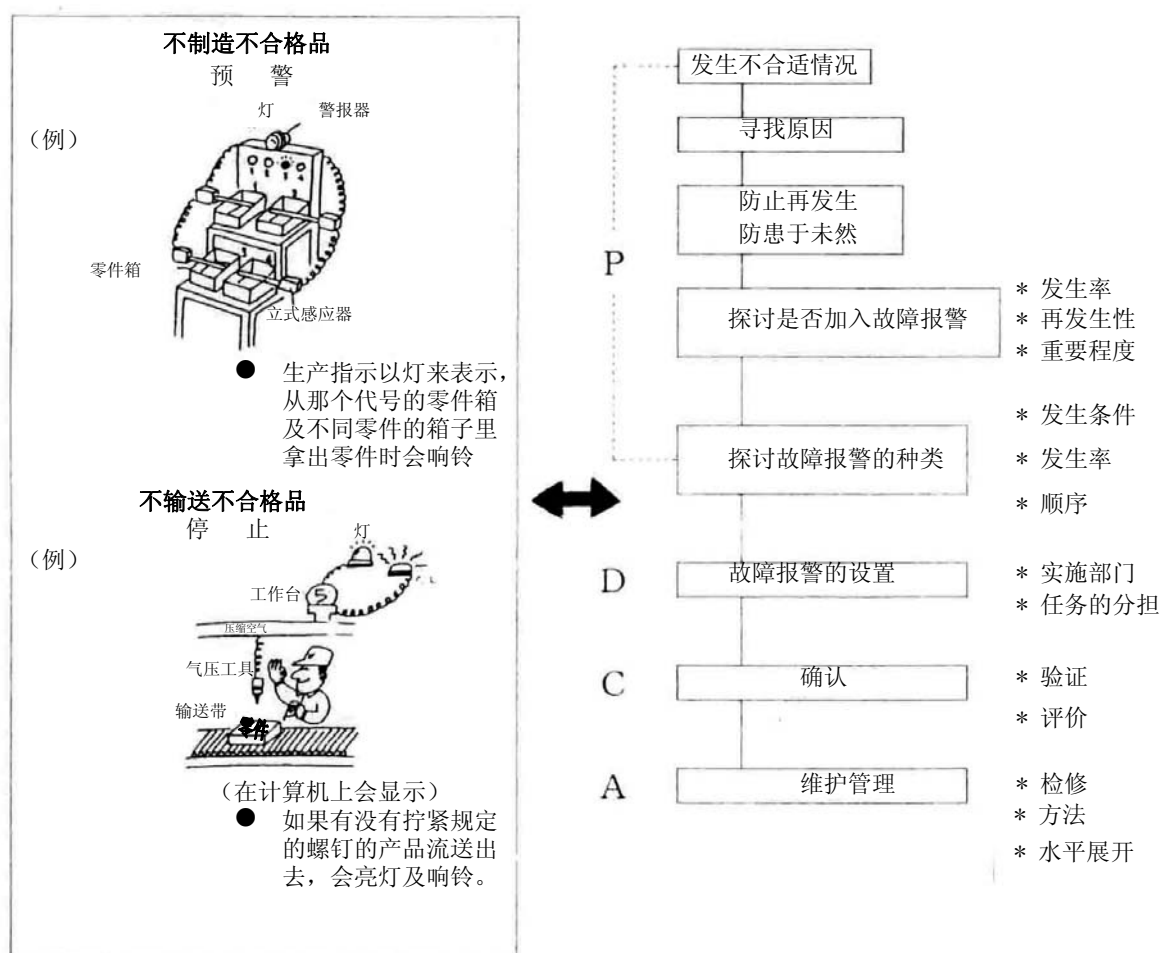 不制造不合格品
预 警
灯 警报器
（例）
1 2 3 4
零件箱
立式感应器
● 生产指示以灯来表示，
从那个代号的零件箱
及不同零件的箱子里
拿出零件时会响铃
不输送不合格品
停 止
灯
（例）
工作台
5
压缩空气
气压工具
输送带
零件
（在计算机上会显示）
● 如果有没有拧紧规定
的螺钉的产品流送出
去，会亮灯及响铃。
P
发生不合适情况
寻找原因
防止再发生
防患于未然
探讨是否加入故障报警
* 发生率
* 再发生性
* 重要程度
探讨故障报警的种类
* 发生条件
* 发生率
* 顺序
D
故障报警的设置
* 实施部门
* 任务的分担
C
确认
* 验证
* 评价
A
维护管理
* 检修
* 方法
* 水平展开